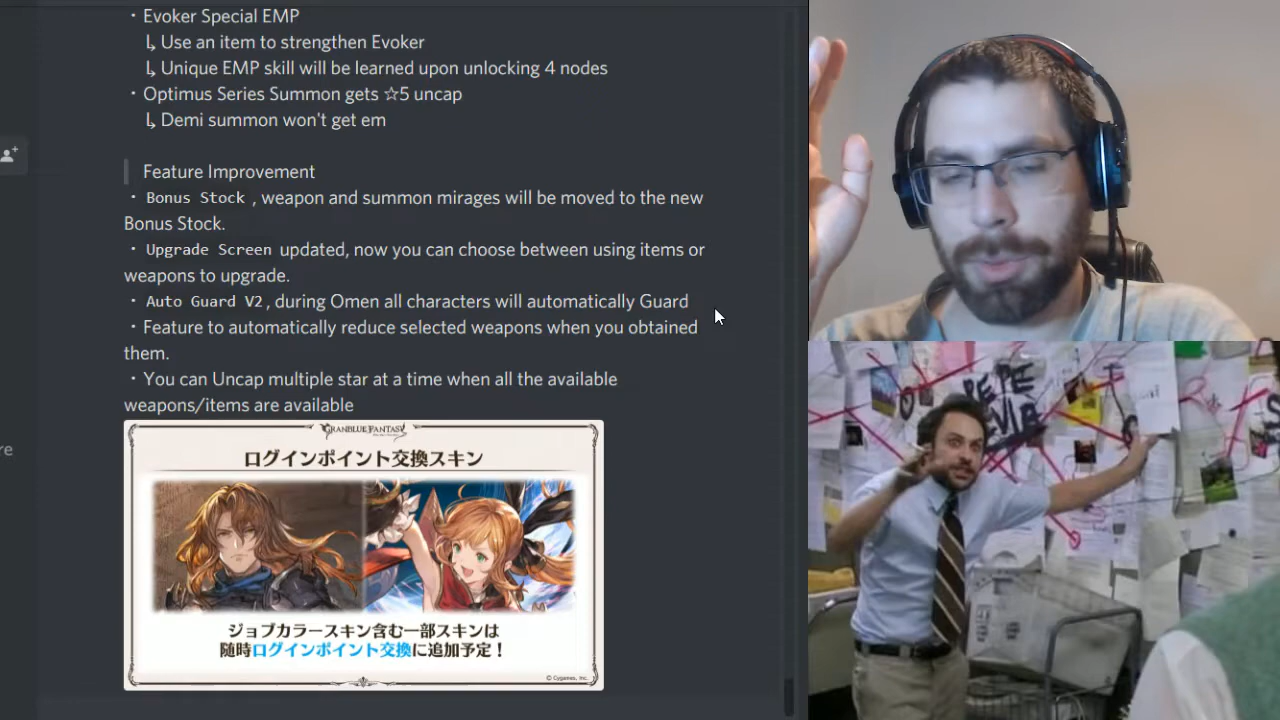 ・Evoker Special EMP
↳ Use an item to strengthen Evoker
↳ Unique EMP skill will be learned upon unlocking 4 nodes
・Optimus Series Summon gets ☆5 uncap
↳ Demi summon won't get em
Feature Improvement
・Bonus Stock , weapon and summon mirages will be moved to the new
Bonus Stock.
・Upgrade Screen updated, now you can choose between using items or
weapons to upgrade.
・Auto Guard V2, during Omen all characters will automatically Guard
・Feature to automatically reduce selected weapons when you obtained
them.
・You can Uncap multiple star at a time when all the available
weapons/items are available
re
GRANBLUE FANTASY
ログインポイント交換スキン
ジョブカラースキン含む一部スキンは
随時ログインポイント交換に追加予定！
© Cygames, Inc.
PEPE
SILVIA